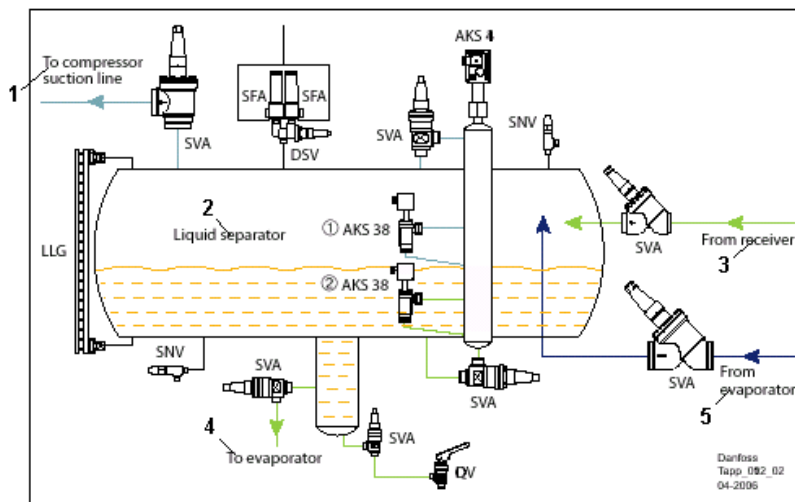 To compressor
suction line
1
SVA
SFA SFA
DSV
SVA
AKS 4
SNV
2
Liquid separator
① AKS 38
② AKS 38
LLG
SVA
From receiver
3
SNV
SVA
SVA
SVA
From
evaporator
5
4
To evaporator
SVA
QV
Danfoss
04-2006